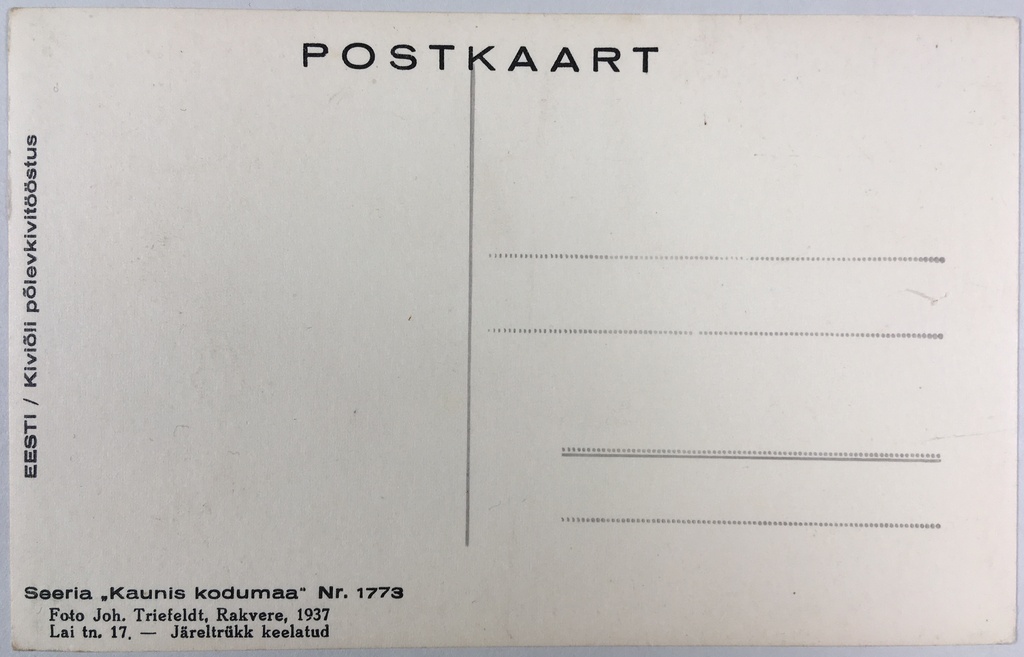 POSTKAART
EESTI / Kiviõli põlevkivitööstus
Seeria „Kaunis kodumaa" Nr. 1773
Foto Joh. Triefeldt, Rakvere, 1937
Lai tn. 17. — Järeltrükk keelatud